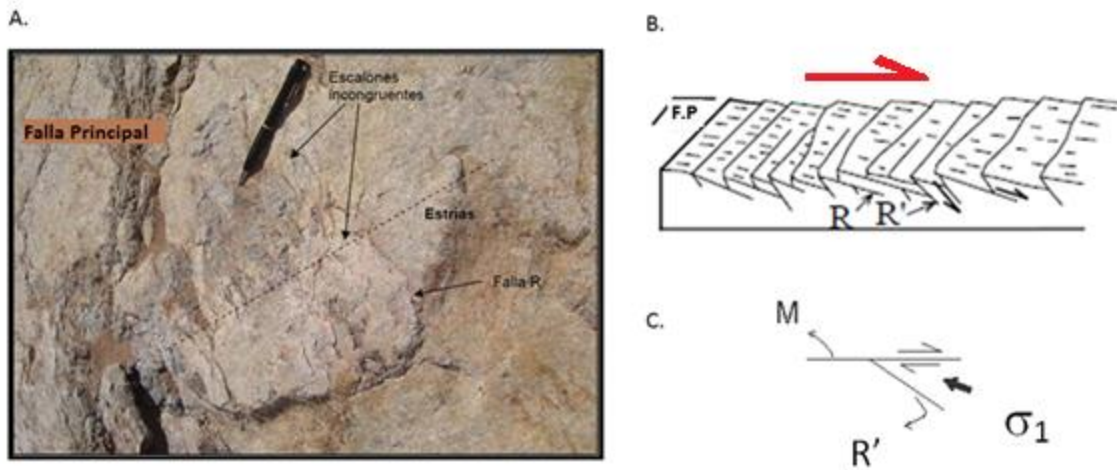 A.
Falla Principal
Escalones
incongruentes
Estrías
Falla R
B.
F.P
R
R'
C.
M
R'
σ1